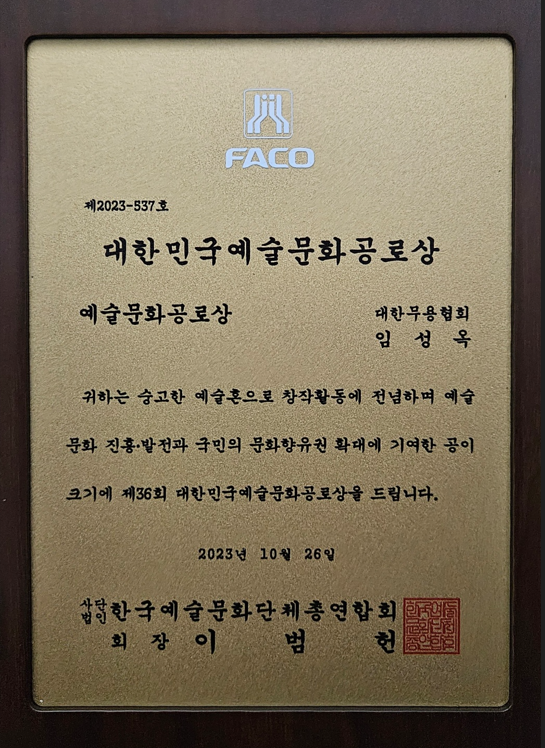 FACO
제2023-537호
대한민국예술문화공로상
예술문화공로상
대한무용협회
임 성 옥
귀하는 숭고한 예술혼으로 창작활동에 전념하며 예술
문화 진흥·발전과 국민의 문화향유권 확대에 기여한 공이
크기에 제36회 대한민국예술문화공로상을 드립니다.
2023년 10월 26일
사단법인 한국예술문화단체총연합회
회 장 이 범 헌